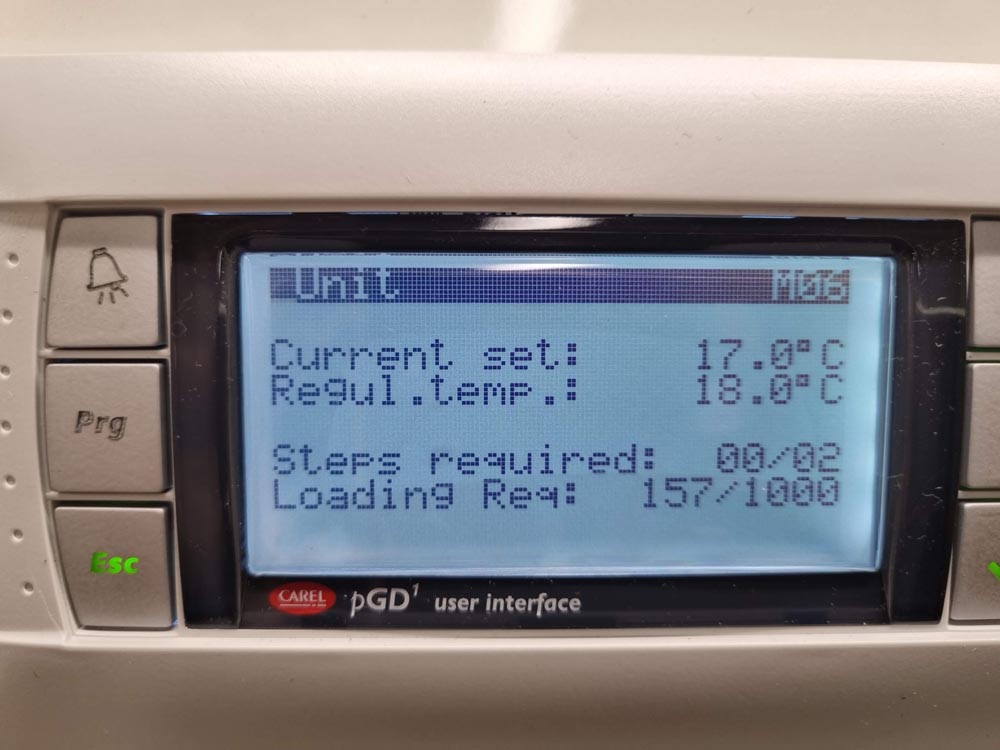 Unit M06
Current set: 17.0°C
Regul.temp.: 18.0°C
Prg
Steps required: 00/02
Loading Req: 157/1000
Esc
CAREL pGD¹ user interface